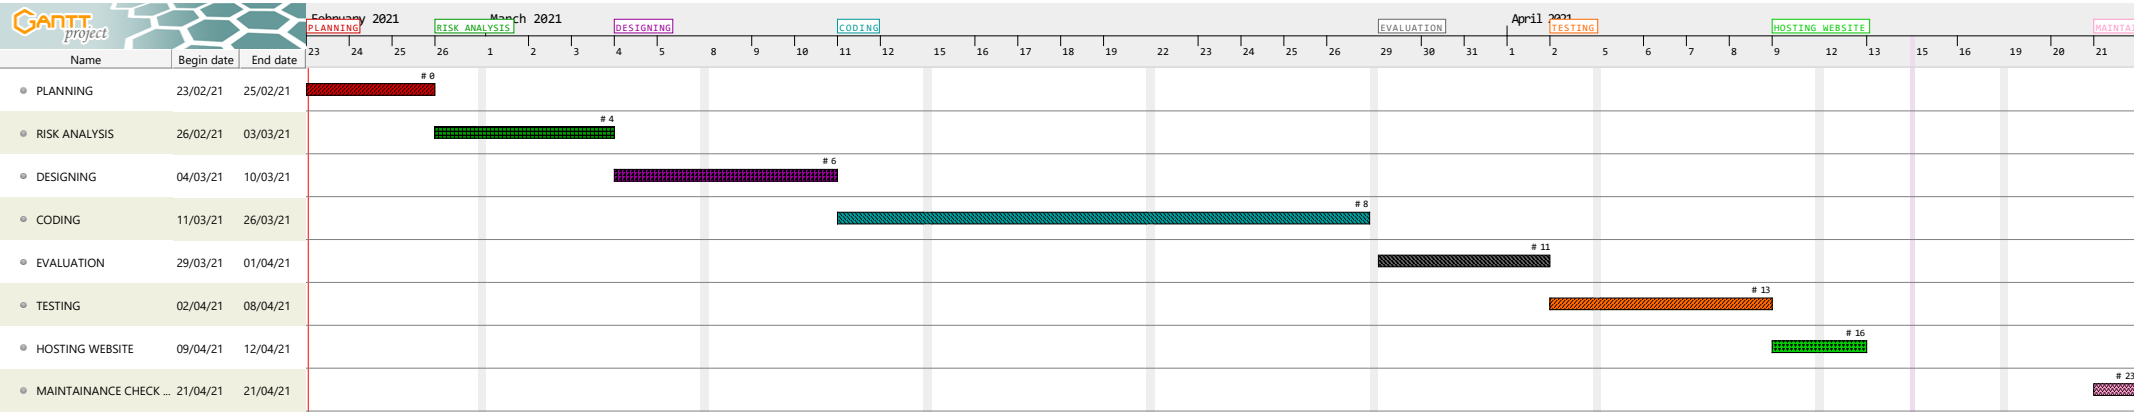 GANTT project
February 2021 March 2021 April 2021
PLANNING RISK ANALYSIS DESIGNING CODING EVALUATION TESTING HOSTING WEBSITE MAINTAI
23 24 25 26 1 2 3 4 5 8 9 10 11 12 15 16 17 18 19 22 23 24 25 26 29 30 31 1 2 5 6 7 8 9 12 13 15 16 19 20 21
Name Begin date End date
# 0
PLANNING 23/02/21 25/02/21
# 4
RISK ANALYSIS 26/02/21 03/03/21
# 6
DESIGNING 04/03/21 10/03/21
# 8
CODING 11/03/21 26/03/21
# 11
EVALUATION 29/03/21 01/04/21
# 13
TESTING 02/04/21 08/04/21
# 16
HOSTING WEBSITE 09/04/21 12/04/21
# 23
MAINTAINANCE CHECK ... 21/04/21 21/04/21